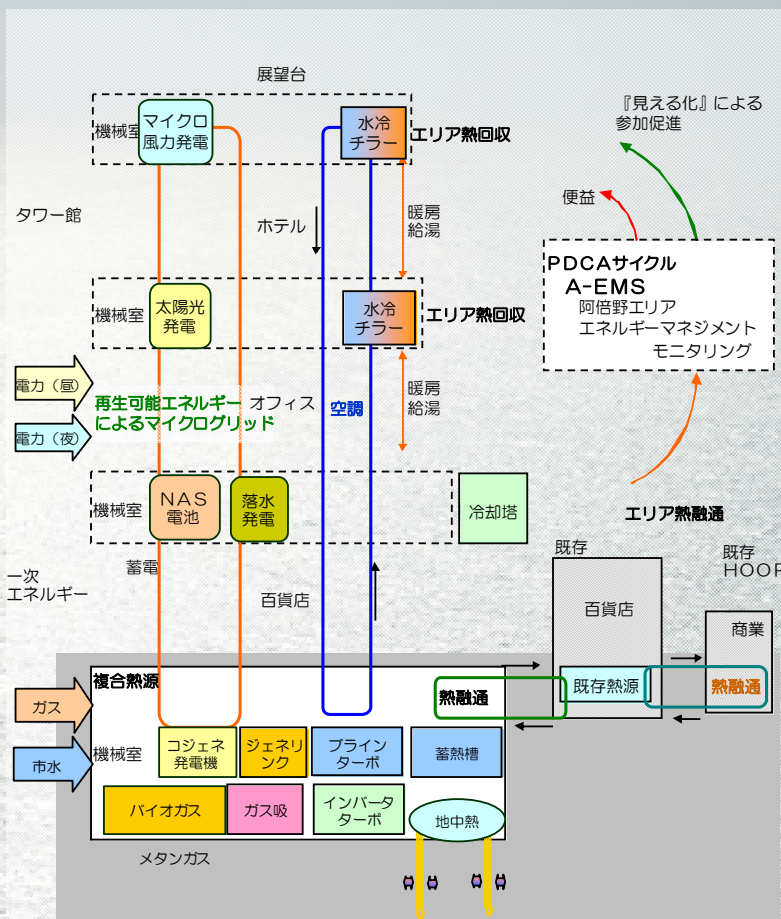 展望台
機械室
マイクロ
風力発電
水冷
チラー
エリア熱回収
『見える化』による
参加促進
便益
タワー館
ホテル
暖房
給湯
PDCAサイクル
A-EMS
阿倍野エリア
エネルギーマネジメント
モニタリング
機械室
太陽光
発電
水冷
チラー
エリア熱回収
電力（昼）
電力（夜）
再生可能エネルギー
によるマイクログリッド
オフィス
空調
暖房
給湯
機械室
NAS
電池
落水
発電
冷却塔
エリア熱融通
蓄電
一次
エネルギー
百貨店
既存
百貨店
既存
HOOP
商業
複合熱源
熱融通
既存熱源
熱融通
ガス
市水
機械室
コジェネ
発電機
ジェネリ
ンク
ブライン
ターボ
蓄熱槽
バイオガス
ガス吸
インバータ
ターボ
地中熱
メタンガス